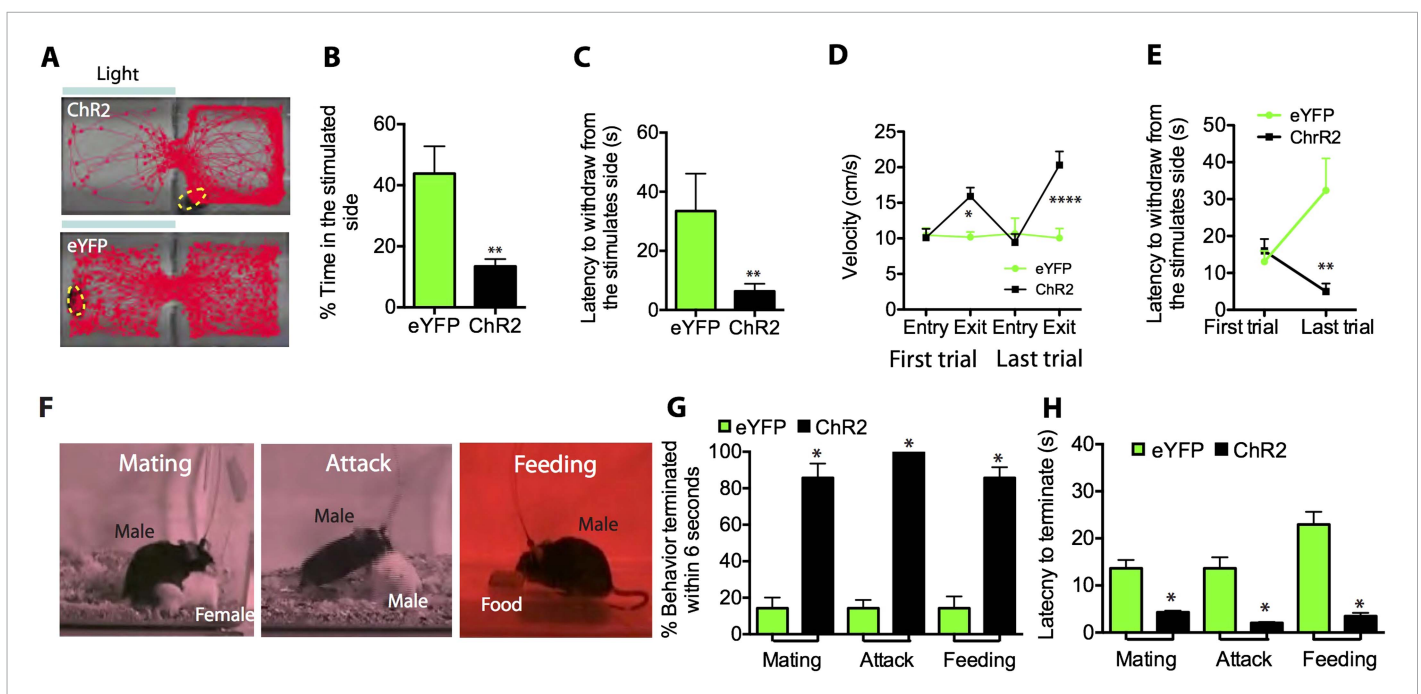 A
Light
ChR2
eYFP
B
% Time in the stimulated
side
60
40
20
0
**
eYFP ChR2
C
Latency to withdraw from
the stimulates side (s)
60
40
20
0
**
eYFP ChR2
D
Velocity (cm/s)
25
20
15
10
5
0
*
****
eYFP
ChR2
Entry Exit Entry Exit
First trial Last trial
E
Latency to withdraw from
the stimulates side (s)
eYFP
ChrR2
50
40
30
20
10
0
**
First trial Last trial
F
Mating
Male
Female
Attack
Male
Male
Feeding
Male
Food
G
eYFP ChR2
% Behavior terminated
within 6 seconds
100
80
60
40
20
0
* * *
Mating Attack Feeding
H
Latecny to terminate (s)
eYFP ChR2
40
30
20
10
0
* * *
Mating Attack Feeding